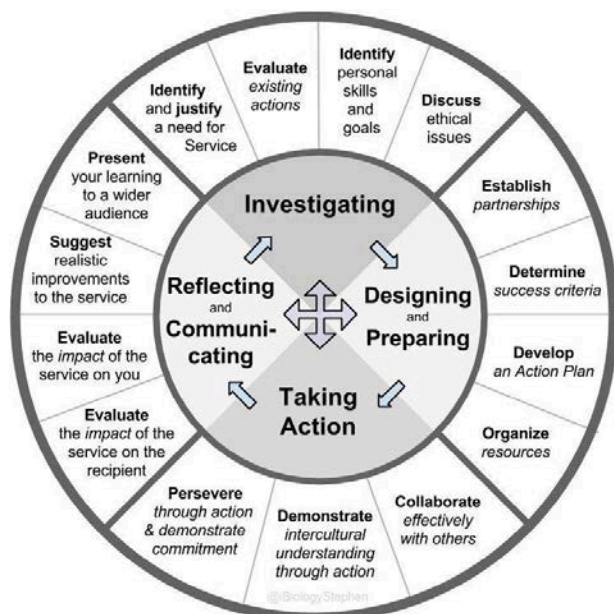 Identify
and justify
a need for
Service
Evaluate
existing
actions
Identify
personal
skills
and
goals
Discuss
ethical
issues
Establish
partnerships
Determine
success criteria
Develop
an Action Plan
Organize
resources
Collaborate
effectively
with others
Demonstrate
intercultural
understanding
through action
Persevere
through action
& demonstrate
commitment
Evaluate
the impact of the
service on the
recipient
Evaluate
the impact of the
service on you
Suggest
realistic
improvements
to the service
Present
your learning
to a wider
audience
Investigating
Designing
and
Preparing
Taking
Action
Reflecting
and
Communi-
cating
@iBiologyStephen